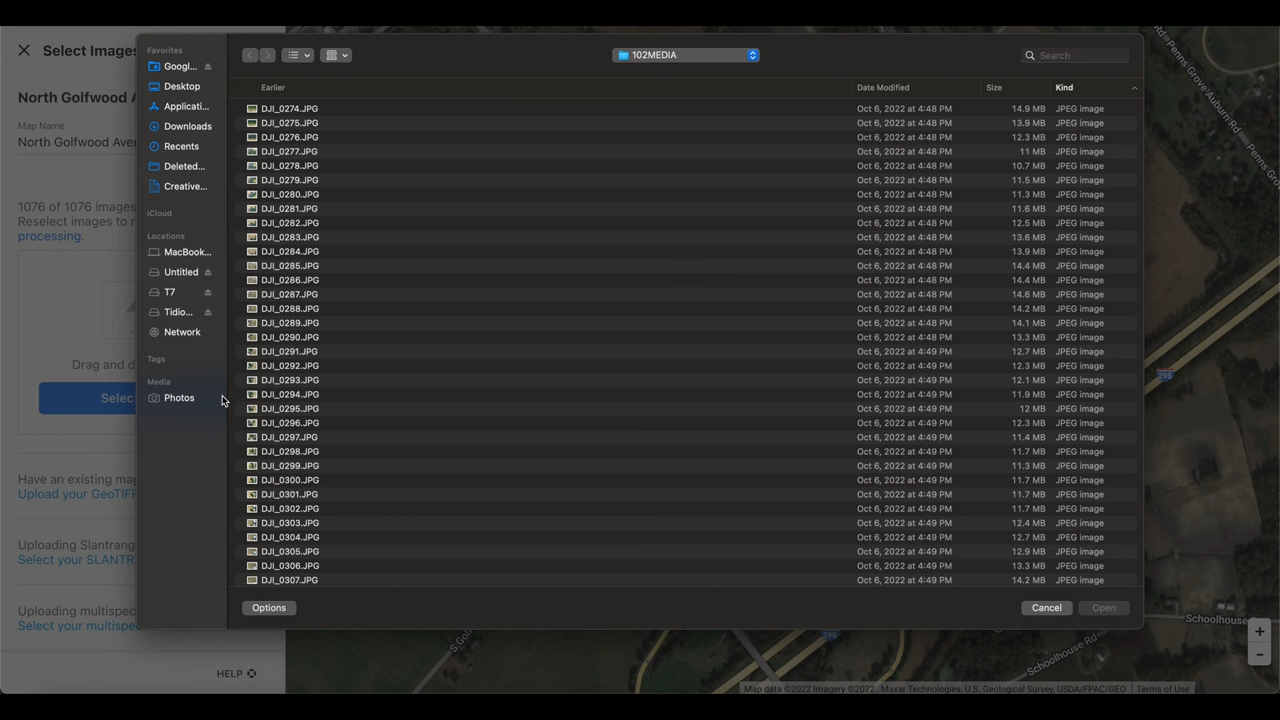 Select Images
North Golfwood A
Map Name
North Golfwood Aven
1076 of 1076 images
Reselect images to r
processing.
Drag and d
Select
Have an existing map
Upload your GeoTIFF
Uploading Slantrang
Select your SLANTR
Uploading multispec
Select your multispe
HELP
Favorites
Googl...
Desktop
Applicati...
Downloads
Recents
Deleted...
Creative...
iCloud
Locations
MacBook...
Untitled
T7
Tidio...
Network
Tags
Media
Photos
102MEDIA
Search
Earlier Date Modified Size Kind
DJI_0274.JPG Oct 6, 2022 at 4:48 PM 14.9 MB JPEG image
DJI_0275.JPG Oct 6, 2022 at 4:48 PM 13.9 MB JPEG image
DJI_0276.JPG Oct 6, 2022 at 4:48 PM 12.3 MB JPEG image
DJI_0277.JPG Oct 6, 2022 at 4:48 PM 11 MB JPEG image
DJI_0278.JPG Oct 6, 2022 at 4:48 PM 10.7 MB JPEG image
DJI_0279.JPG Oct 6, 2022 at 4:48 PM 11.5 MB JPEG image
DJI_0280.JPG Oct 6, 2022 at 4:48 PM 11.3 MB JPEG image
DJI_0281.JPG Oct 6, 2022 at 4:48 PM 11.6 MB JPEG image
DJI_0282.JPG Oct 6, 2022 at 4:48 PM 12.5 MB JPEG image
DJI_0283.JPG Oct 6, 2022 at 4:48 PM 13.6 MB JPEG image
DJI_0284.JPG Oct 6, 2022 at 4:48 PM 13.9 MB JPEG image
DJI_0285.JPG Oct 6, 2022 at 4:48 PM 14.4 MB JPEG image
DJI_0286.JPG Oct 6, 2022 at 4:48 PM 14.4 MB JPEG image
DJI_0287.JPG Oct 6, 2022 at 4:48 PM 14.6 MB JPEG image
DJI_0288.JPG Oct 6, 2022 at 4:48 PM 14.2 MB JPEG image
DJI_0289.JPG Oct 6, 2022 at 4:48 PM 14.1 MB JPEG image
DJI_0290.JPG Oct 6, 2022 at 4:48 PM 13.3 MB JPEG image
DJI_0291.JPG Oct 6, 2022 at 4:49 PM 12.7 MB JPEG image
DJI_0292.JPG Oct 6, 2022 at 4:49 PM 12.3 MB JPEG image
DJI_0293.JPG Oct 6, 2022 at 4:49 PM 12.1 MB JPEG image
DJI_0294.JPG Oct 6, 2022 at 4:49 PM 11.9 MB JPEG image
DJI_0295.JPG Oct 6, 2022 at 4:49 PM 12 MB JPEG image
DJI_0296.JPG Oct 6, 2022 at 4:49 PM 12.3 MB JPEG image
DJI_0297.JPG Oct 6, 2022 at 4:49 PM 11.4 MB JPEG image
DJI_0298.JPG Oct 6, 2022 at 4:49 PM 11.7 MB JPEG image
DJI_0299.JPG Oct 6, 2022 at 4:49 PM 11.3 MB JPEG image
DJI_0300.JPG Oct 6, 2022 at 4:49 PM 11.7 MB JPEG image
DJI_0301.JPG Oct 6, 2022 at 4:49 PM 11.7 MB JPEG image
DJI_0302.JPG Oct 6, 2022 at 4:49 PM 11.7 MB JPEG image
DJI_0303.JPG Oct 6, 2022 at 4:49 PM 12.4 MB JPEG image
DJI_0304.JPG Oct 6, 2022 at 4:49 PM 12.7 MB JPEG image
DJI_0305.JPG Oct 6, 2022 at 4:49 PM 12.9 MB JPEG image
DJI_0306.JPG Oct 6, 2022 at 4:49 PM 13.3 MB JPEG image
DJI_0307.JPG Oct 6, 2022 at 4:49 PM 14.2 MB JPEG image
Options
Cancel Open
Penns Grove Auburn Rd
295
295
Schoolhouse
Schoolhouse Rd
S Gol
+
−
Map data ©2022 Imagery ©2022 , Maxar Technologies, U.S. Geological Survey, USDA/FPAC/GEO Terms of Use